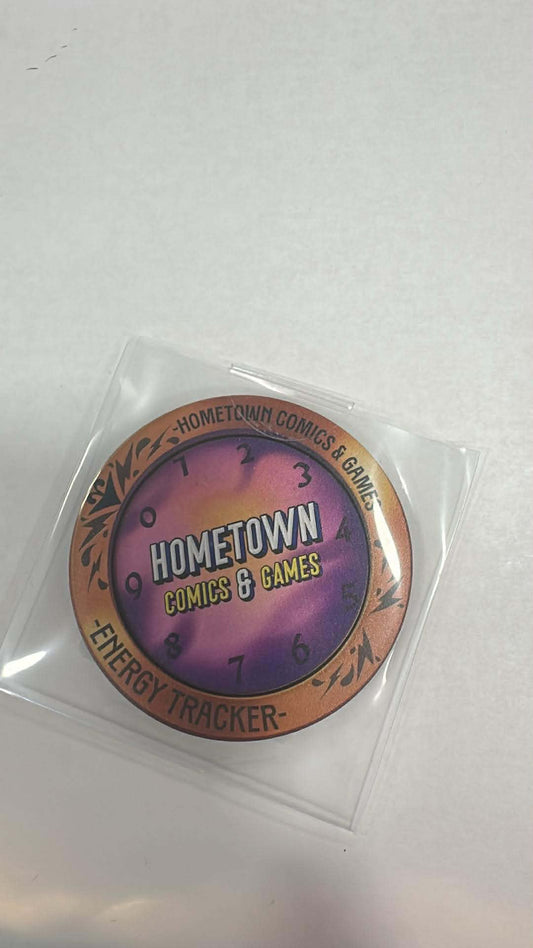 -HOMETOWN COMICS & GAMES-
0 1 2 3 4 5 6 7 8 9
HOMETOWN
COMICS & GAMES
-ENERGY TRACKER-